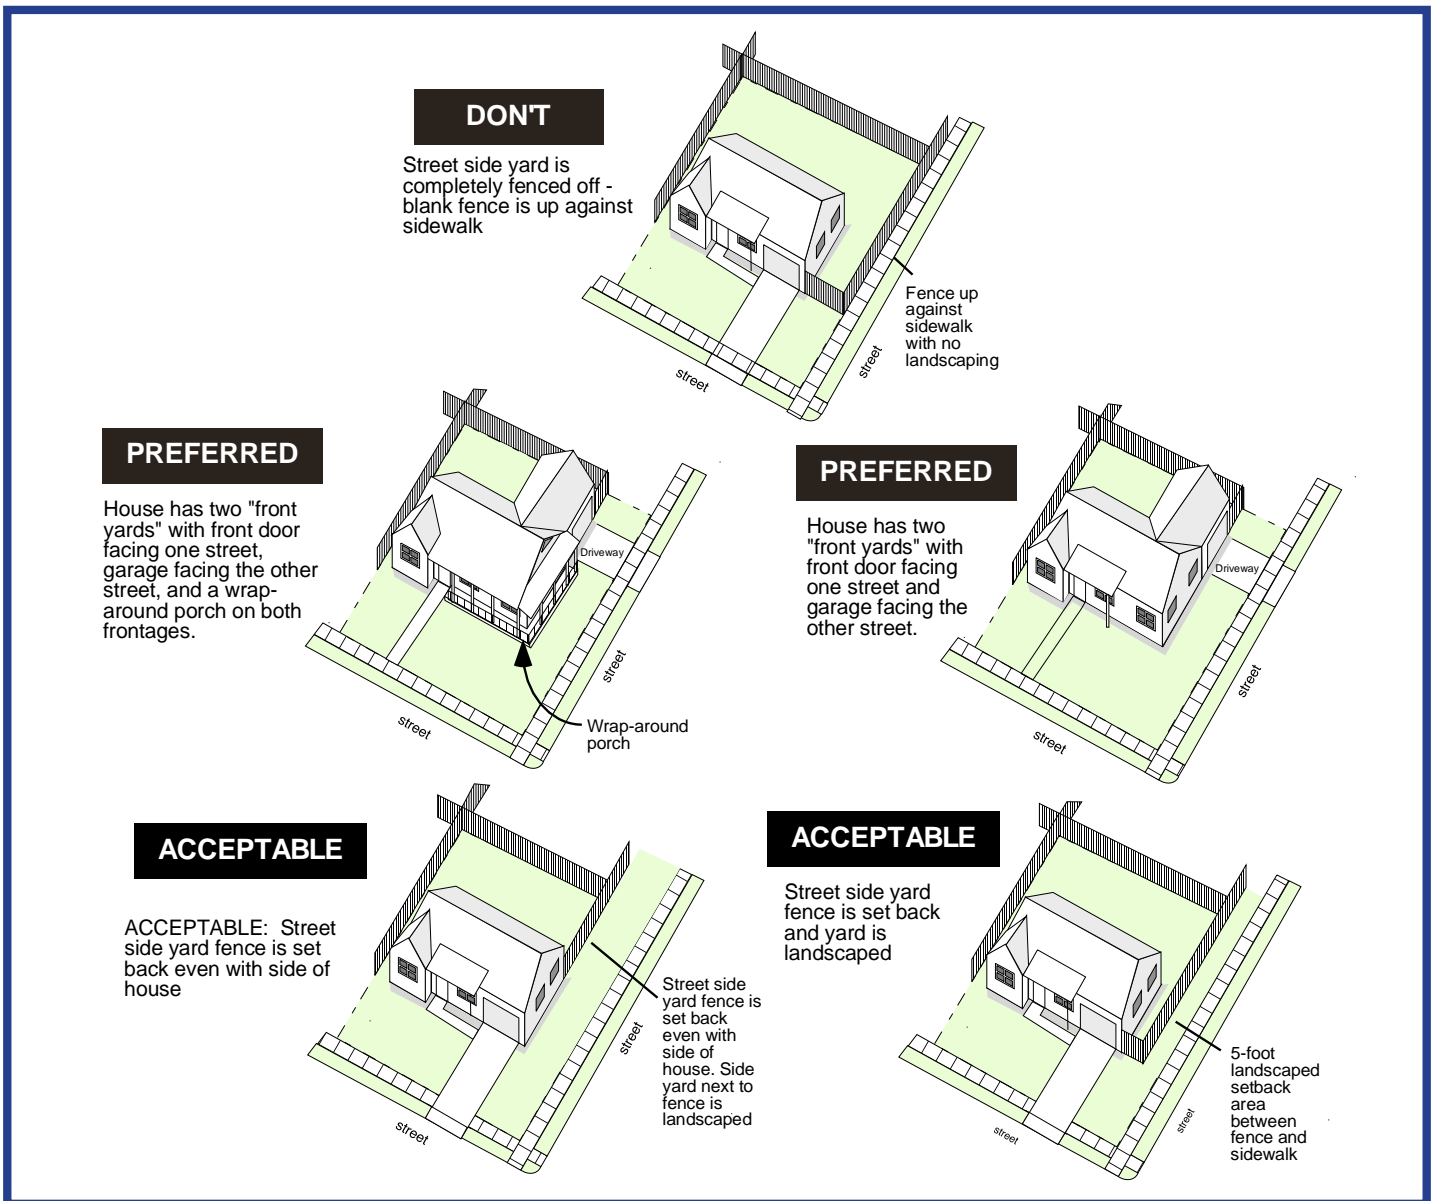 DON'T
Street side yard is
completely fenced off -
blank fence is up against
sidewalk
Fence up
against
sidewalk
with no
landscaping
street
street
PREFERRED
House has two "front
yards" with front door
facing one street,
garage facing the other
street, and a wrap-
around porch on both
frontages.
Driveway
street
street
Wrap-around
porch
PREFERRED
House has two
"front yards" with
front door facing
one street and
garage facing the
other street.
Driveway
street
street
ACCEPTABLE
ACCEPTABLE:  Street
side yard fence is set
back even with side of
house
Street side
yard fence is
set back
even with
side of
house. Side
yard next to
fence is
landscaped
street
street
ACCEPTABLE
Street side yard
fence is set back
and yard is
landscaped
5-foot
landscaped
setback
area
between
fence and
sidewalk
street
street